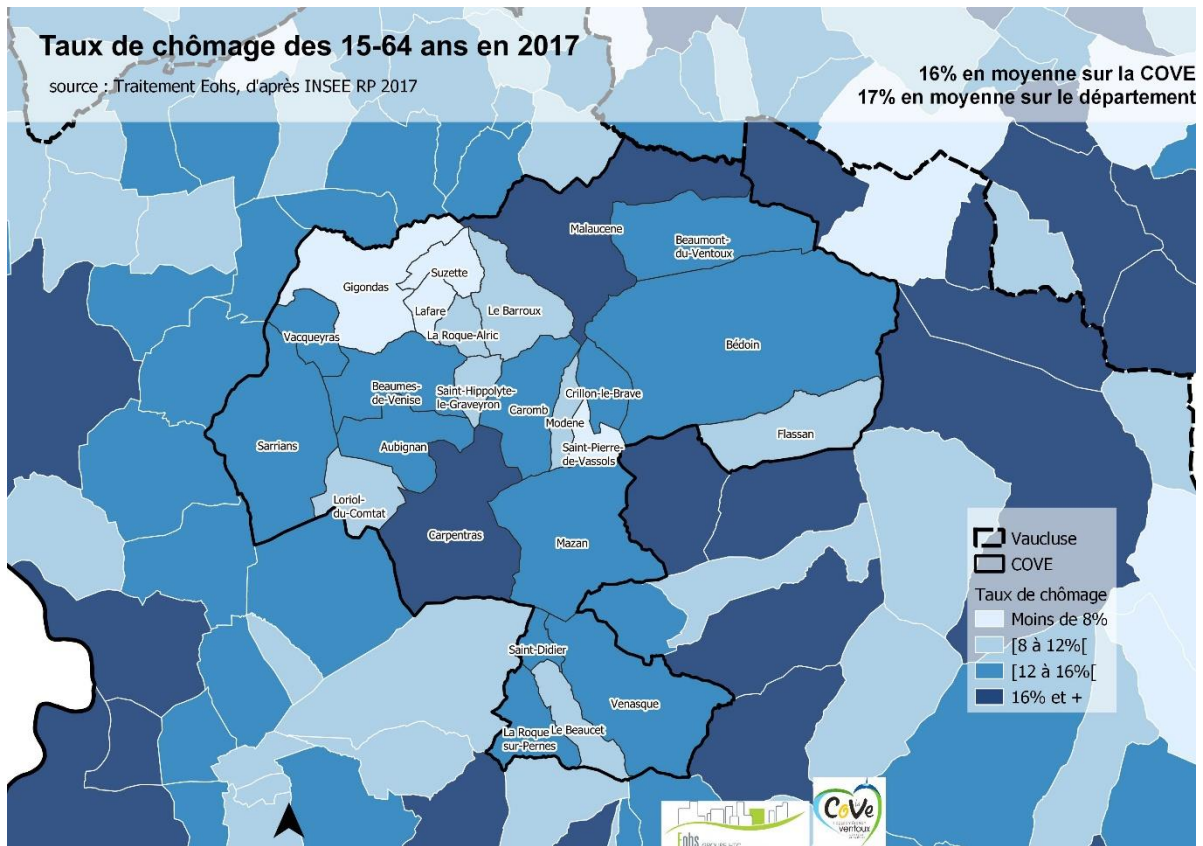 Taux de chômage des 15-64 ans en 2017
source : Traitement Eohs, d'après INSEE RP 2017
16% en moyenne sur la COVE
17% en moyenne sur le département
Malaucene
Beaumont-
du-Ventoux
Suzette
Gigondas
Lafare
Le Barroux
La Roque-Alric
Vacqueyras
Bédoin
Beaumes-
de-Venise
Saint-Hippolyte-
le-Graveyron
Crillon-le-Brave
Caromb
Modene
Flassan
Sarrians
Aubignan
Saint-Pierre-
de-Vassols
Loriol-
du-Comtat
Carpentras
Mazan
Vaucluse
COVE
Taux de chômage
Moins de 8%
[8 à 12%[
[12 à 16%[
16% et +
Saint-Didier
Venasque
La Roque
sur-Pernes
Le Beaucet
CoVe
ventoux
Eohs